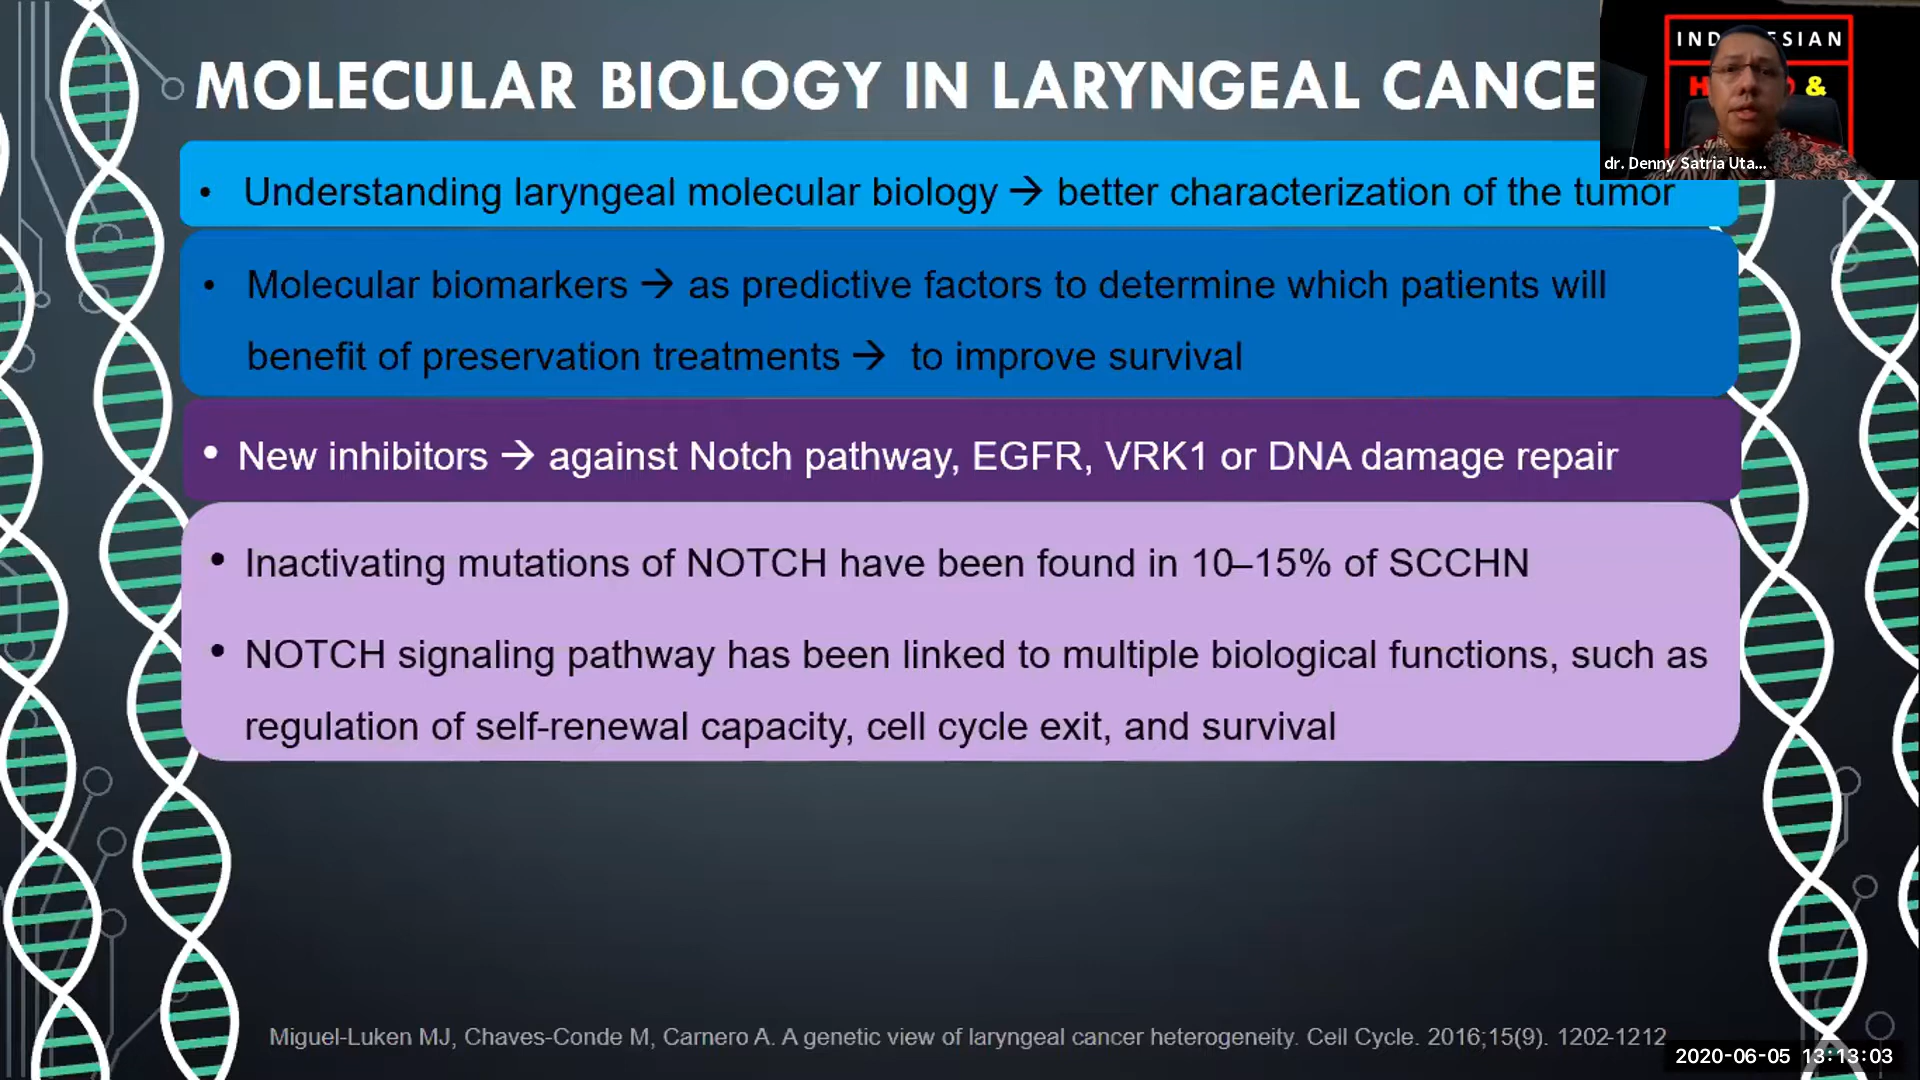 MOLECULAR BIOLOGY IN LARYNGEAL CANCE
• Understanding laryngeal molecular biology → better characterization of the tumor
• Molecular biomarkers → as predictive factors to determine which patients will
benefit of preservation treatments → to improve survival
• New inhibitors → against Notch pathway, EGFR, VRK1 or DNA damage repair
• Inactivating mutations of NOTCH have been found in 10–15% of SCCHN
• NOTCH signaling pathway has been linked to multiple biological functions, such as
regulation of self-renewal capacity, cell cycle exit, and survival
Miguel-Luken MJ, Chaves-Conde M, Carnero A. A genetic view of laryngeal cancer heterogeneity. Cell Cycle. 2016;15(9). 1202-1212
&
dr. Denny Satria Uta...
2020-06-05 13:13:03